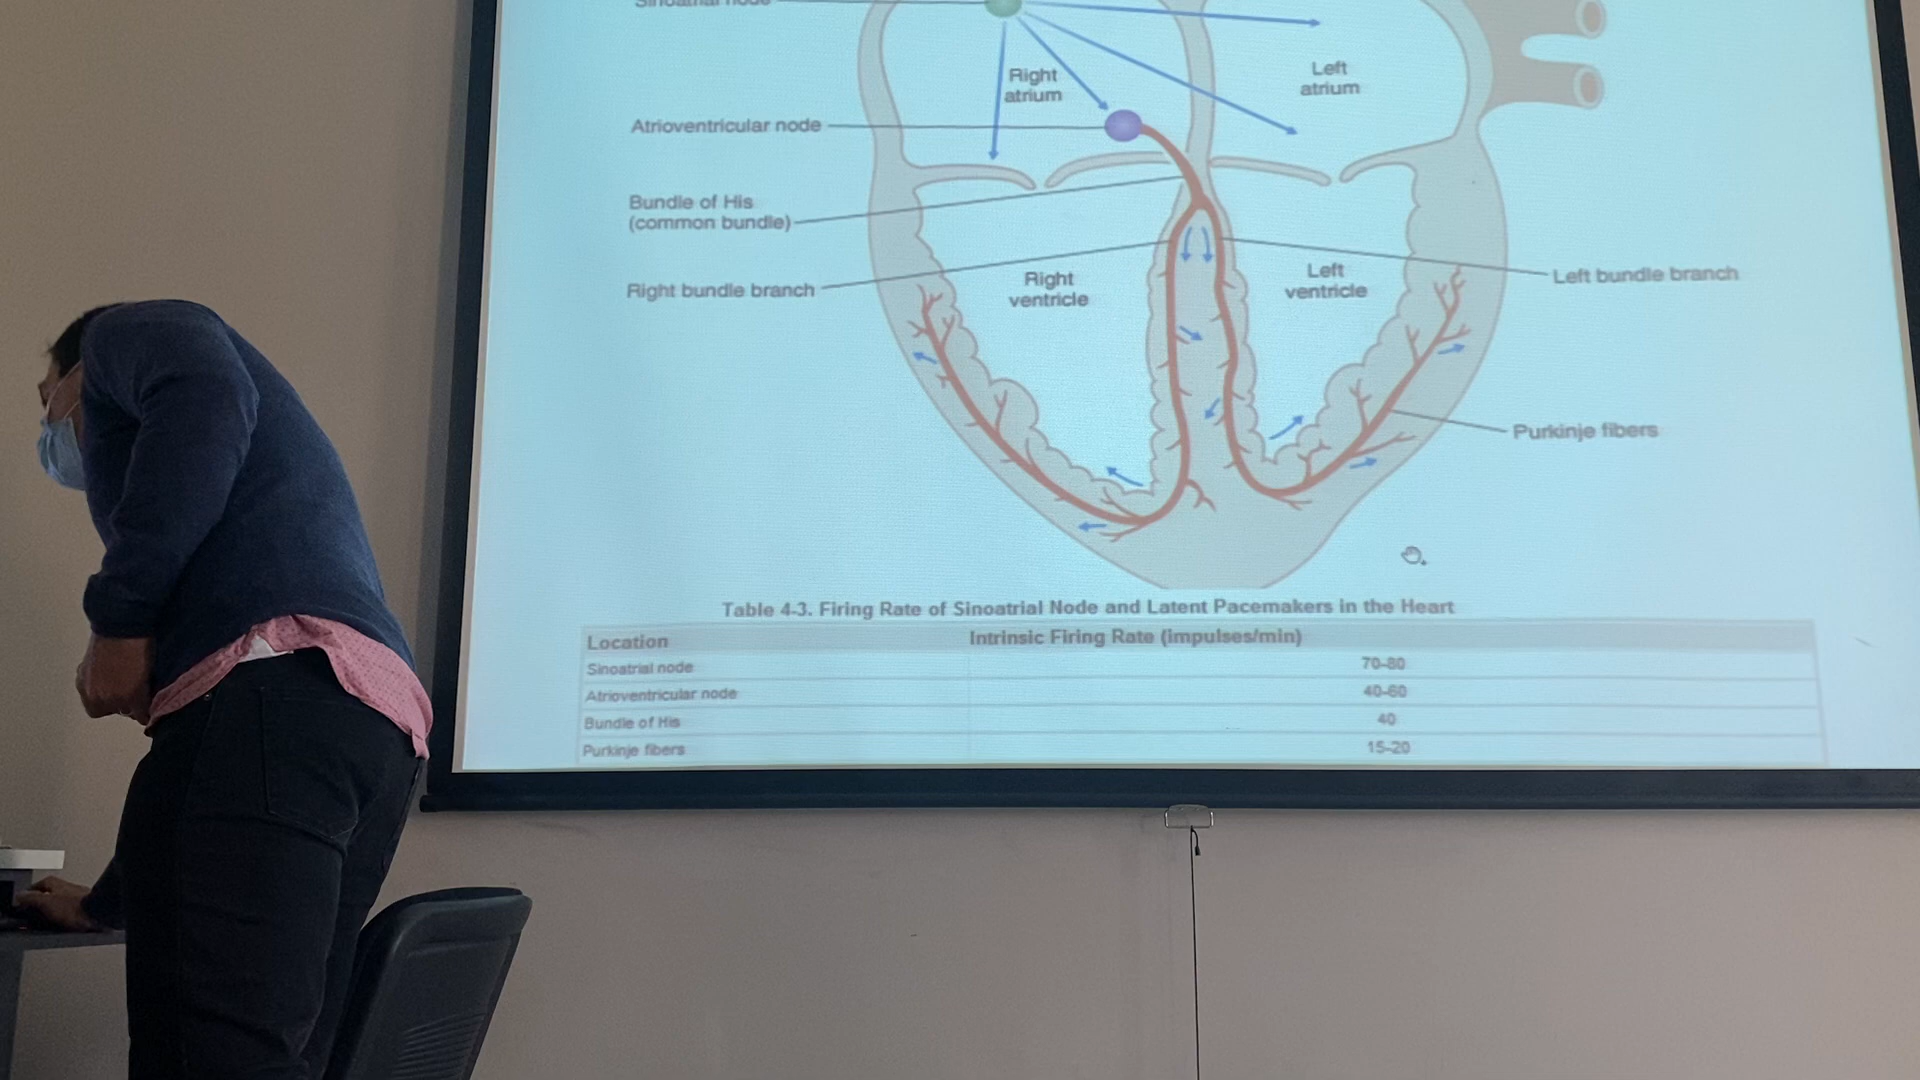 Sinoatrial node
Right
atrium
Left
atrium
Atrioventricular node
Bundle of His
(common bundle)
Right bundle branch
Right
ventricle
Left
ventricle
Left bundle branch
Purkinje fibers
Table 4-3. Firing Rate of Sinoatrial Node and Latent Pacemakers in the Heart
Location Intrinsic Firing Rate (impulses/min)
Sinoatrial node 70-80
Atrioventricular node 40-60
Bundle of His 40
Purkinje fibers 15-20